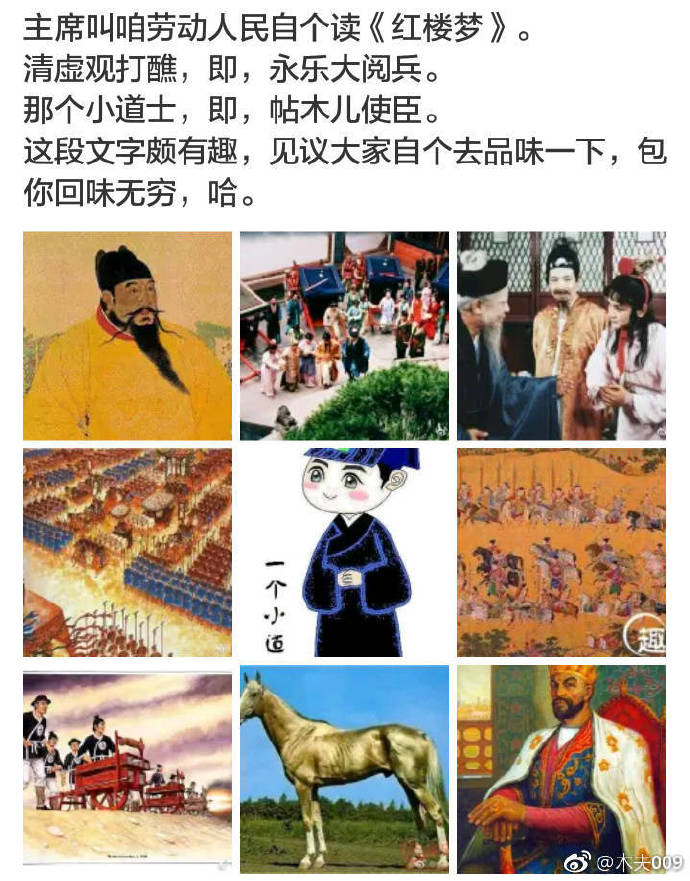 主席叫咱劳动人民自个读《红楼梦》。
清虚观打醮，即，永乐大阅兵。
那个小道士，即，帖木儿使臣。
这段文字颇有趣，见议大家自个去品味一下，包
你回味无穷，哈。
一个小道
趣
@木夫009